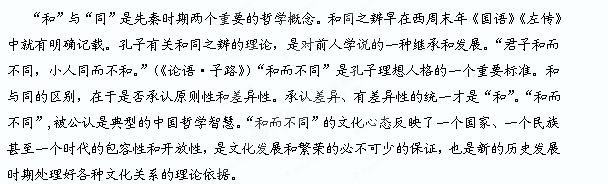 “和”与“同”是先秦时期两个重要的哲学概念。和同之辨早在西周末年《国语》《左传》
中就有明确记载。孔子有关和同之辨的理论，是对前人学说的一种继承和发展。“君子和而
不同，小人同而不和。”(《论语·子路》)“和而不同”是孔子理想人格的一个重要标准。和
与同的区别，在于是否承认原则性和差异性。承认差异、有差异性的统一才是“和”。“和而
不同”,被公认是典型的中国哲学智慧。“和而不同”的文化心态反映了一个国家、一个民族
甚至一个时代的包容性和开放性，是文化发展和繁荣的必不可少的保证，也是新的历史发展
时期处理好各种文化关系的理论依据。